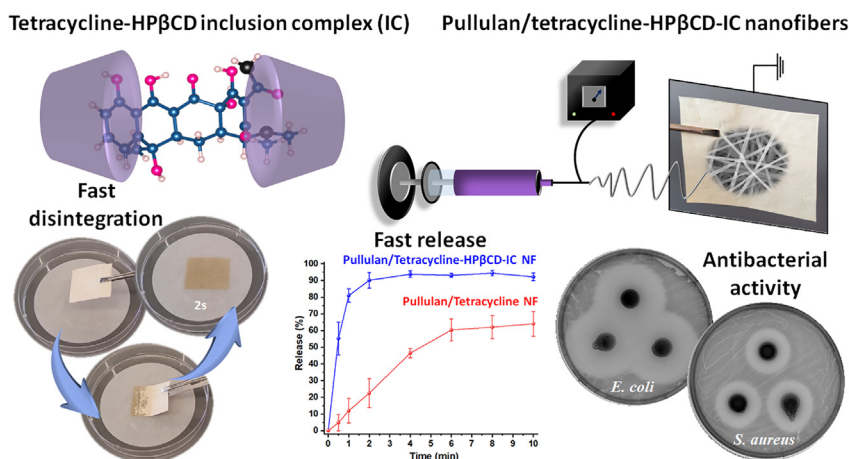 Tetracycline-HPβCD inclusion complex (IC)
Pullulan/tetracycline-HPβCD-IC nanofibers
Fast
disintegration
2s
Fast release
Pullulan/Tetracycline-HPβCD-IC NF
Pullulan/Tetracycline NF
Release (%)
100
90
80
70
60
50
40
30
20
10
0
0 1 2 3 4 5 6 7 8 9 10
Time (min)
Antibacterial
activity
E. coli
S. aureus